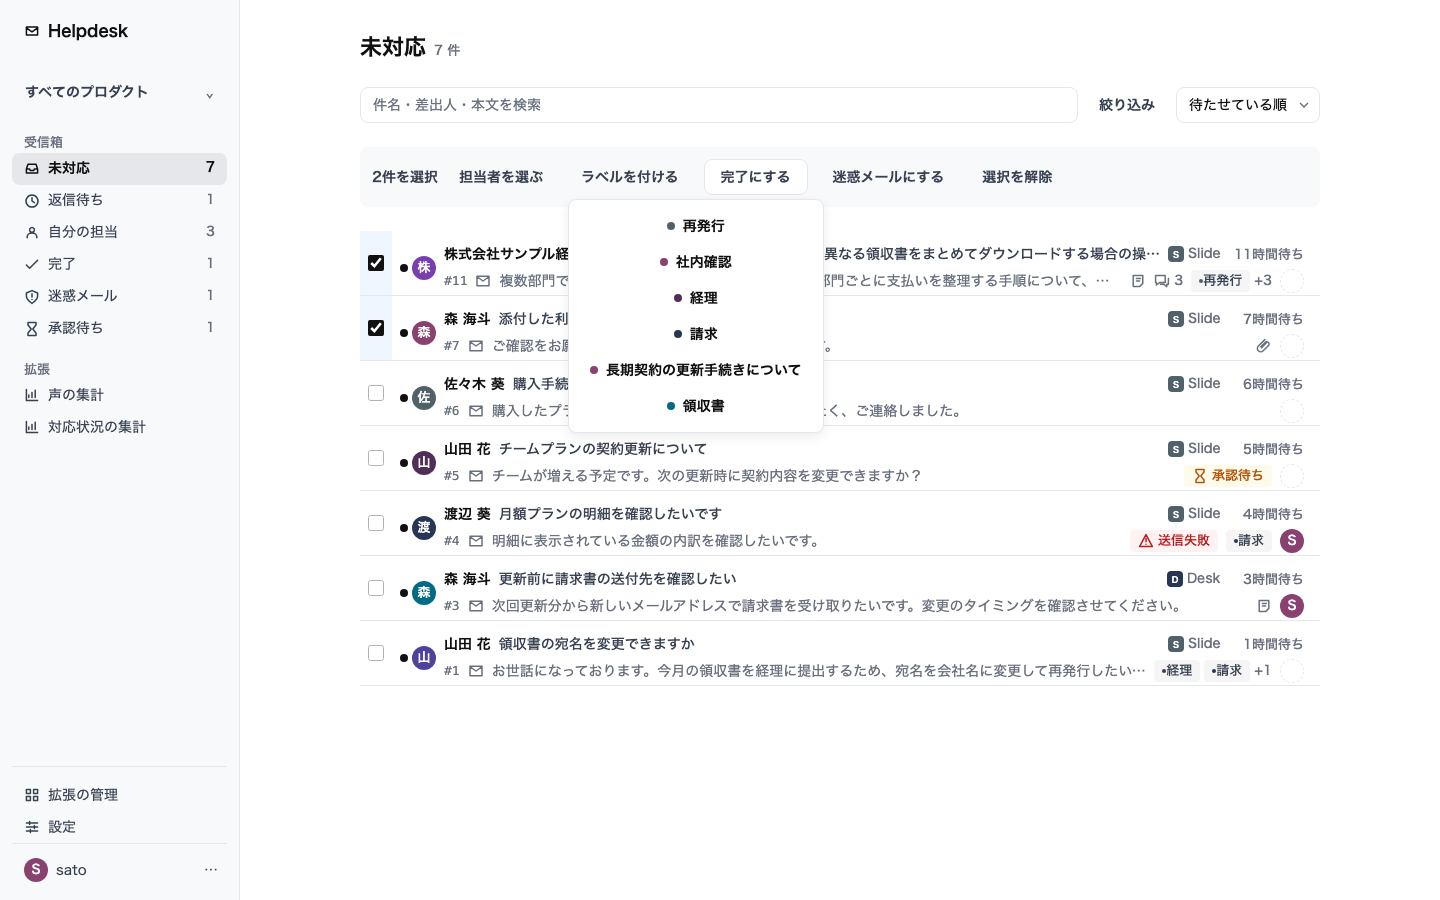 Helpdesk
すべてのプロダクト
受信箱
未対応 7
返信待ち 1
自分の担当 3
完了 1
迷惑メール 1
承認待ち 1
拡張
声の集計
対応状況の集計
拡張の管理
設定
S sato ...
未対応 7 件
件名・差出人・本文を検索 絞り込み 待たせている順
2件を選択 担当者を選ぶ ラベルを付ける 完了にする 迷惑メールにする 選択を解除
再発行
社内確認
経理
請求
長期契約の更新手続きについて
領収書
株 株式会社サンプル経 異なる領収書をまとめてダウンロードする場合の操… S Slide 11時間待ち
#11 複数部門で 部門ごとに支払いを整理する手順について、… 3 •再発行 +3
森 森 海斗 添付した利 S Slide 7時間待ち
#7 ご確認をお願 す。
佐 佐々木 葵 購入手続 S Slide 6時間待ち
#6 購入したプラ たく、ご連絡しました。
山 山田 花 チームプランの契約更新について S Slide 5時間待ち
#5 チームが増える予定です。次の更新時に契約内容を変更できますか？ 承認待ち
渡 渡辺 葵 月額プランの明細を確認したいです S Slide 4時間待ち
#4 明細に表示されている金額の内訳を確認したいです。 送信失敗 •請求 S
森 森 海斗 更新前に請求書の送付先を確認したい D Desk 3時間待ち
#3 次回更新分から新しいメールアドレスで請求書を受け取りたいです。変更のタイミングを確認させてください。 S
山 山田 花 領収書の宛名を変更できますか S Slide 1時間待ち
#1 お世話になっております。今月の領収書を経理に提出するため、宛名を会社名に変更して再発行したい… •経理 •請求 +1